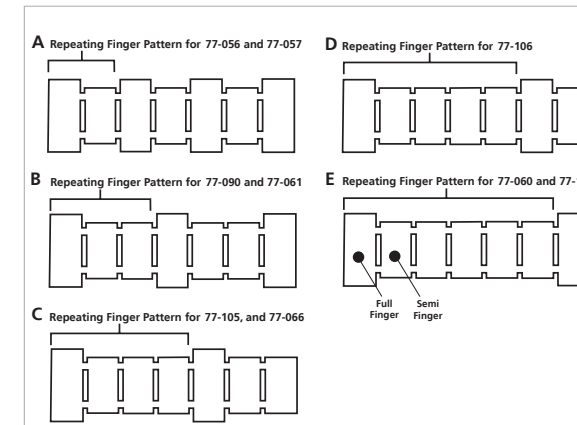 A Repeating Finger Pattern for 77-056 and 77-057
B Repeating Finger Pattern for 77-090 and 77-061
C Repeating Finger Pattern for 77-105, and 77-066
D Repeating Finger Pattern for 77-106
E Repeating Finger Pattern for 77-060 and
Full
Finger
Semi
Finger